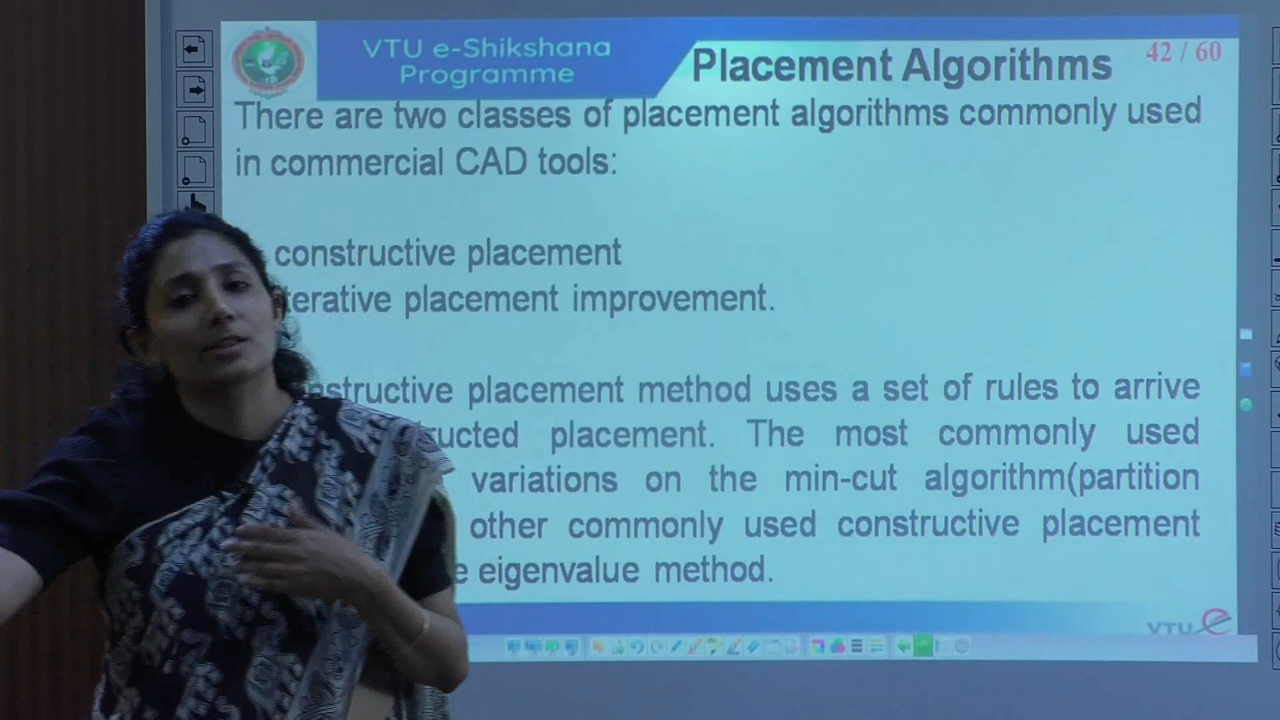 VTU e-Shikshana
Programme
Placement Algorithms
42 / 60
There are two classes of placement algorithms commonly used
in commercial CAD tools:
constructive placement
terative placement improvement.
nstructive placement method uses a set of rules to arrive
ructed placement. The most commonly used
variations on the min-cut algorithm(partition
other commonly used constructive placement
e eigenvalue method.
VTU e